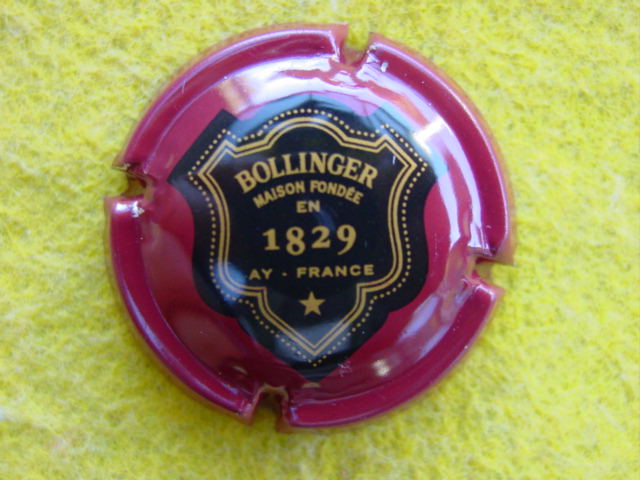 BOLLINGER
MAISON FONDÉE
EN
1829
AY - FRANCE